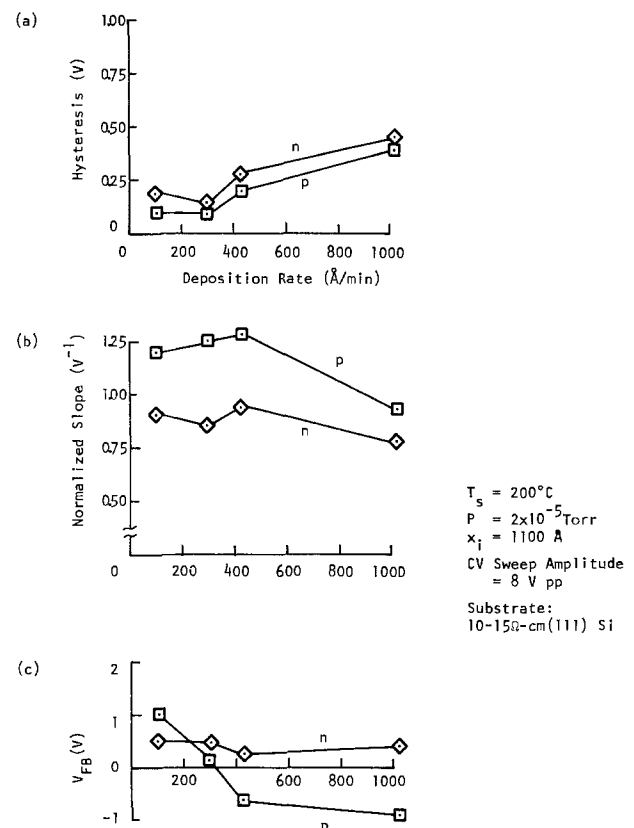 (a)
1.00
0.75
0.50
0.25
0
Hysteresis (V)
n
p
0 200 400 600 800 1000
Deposition Rate (Å/min)
(b)
1.25
1.00
0.75
0.50
Normalized Slope (V⁻¹)
p
n
0 200 400 600 800 1000
T_s = 200°C
P = 2x10⁻⁵Torr
x_i = 1100 Å
CV Sweep Amplitude
= 8 V pp
Substrate:
10-15Ω-cm(111) Si
(c)
2
1
0
-1
V_FB(V)
n
200 400 600 800 1000
p